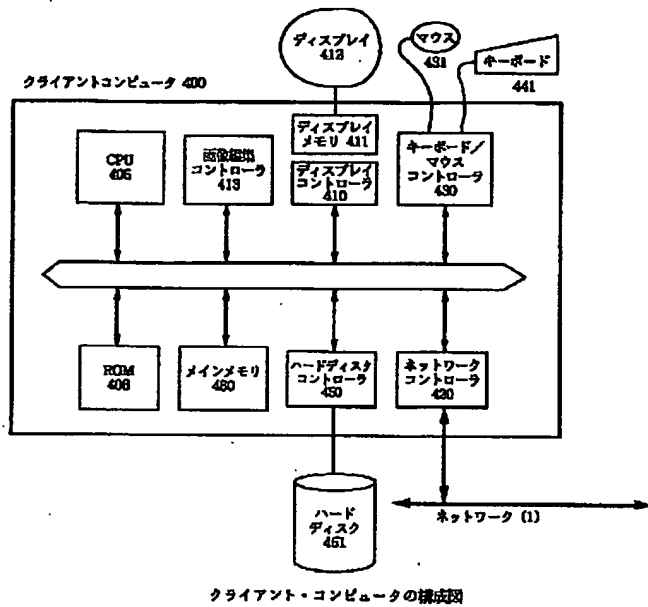 ディスプレイ
412
マウス
431
キーボード
441
クライアントコンピュータ 400
CPU
405
画像編集
コントローラ
413
ディスプレイ
メモリ 411
ディスプレイ
コントローラ
410
キーボード／
マウス
コントローラ
430
ROM
408
メインメモリ
460
ハードディスク
コントローラ
450
ネットワーク
コントローラ
420
ハード
ディスク
451
ネットワーク (1)
クライアント・コンピュータの構成図